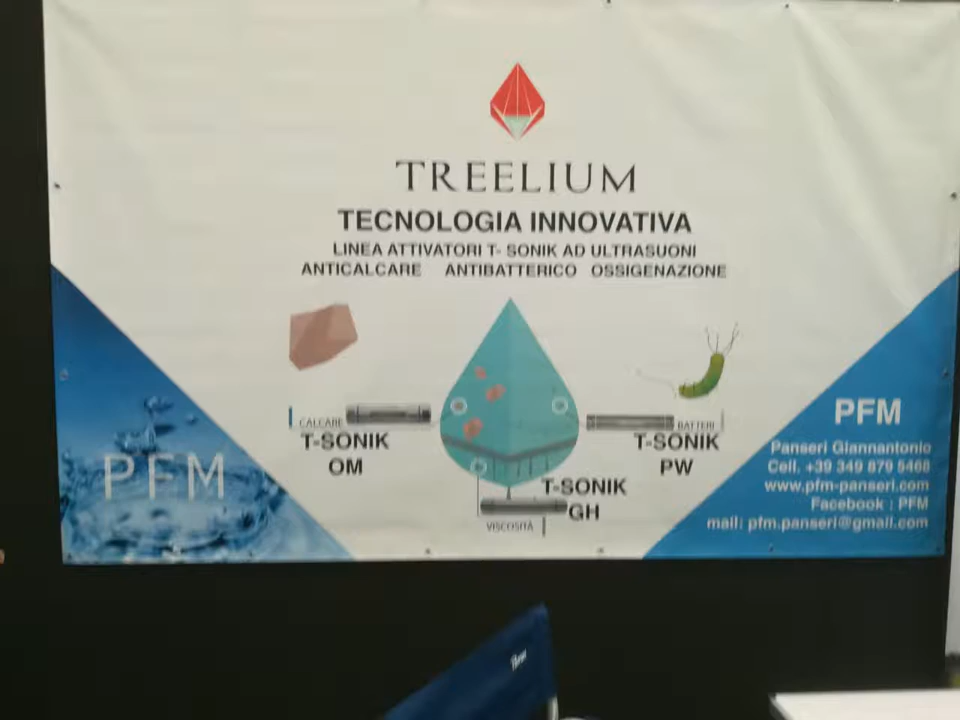 TREELIUM
TECNOLOGIA INNOVATIVA
LINEA ATTIVATORI T- SONIK AD ULTRASUONI
ANTICALCARE ANTIBATTERICO OSSIGENAZIONE
CALCARE
T-SONIK
OM
BATTERI
T-SONIK
PW
T-SONIK
GH
VISCOSITÀ
PFM
PFM
Panseri Giannantonio
Cell. +39 349 879 5468
www.pfm-panseri.com
Facebook : PFM
mail: pfm.panseri@gmail.com